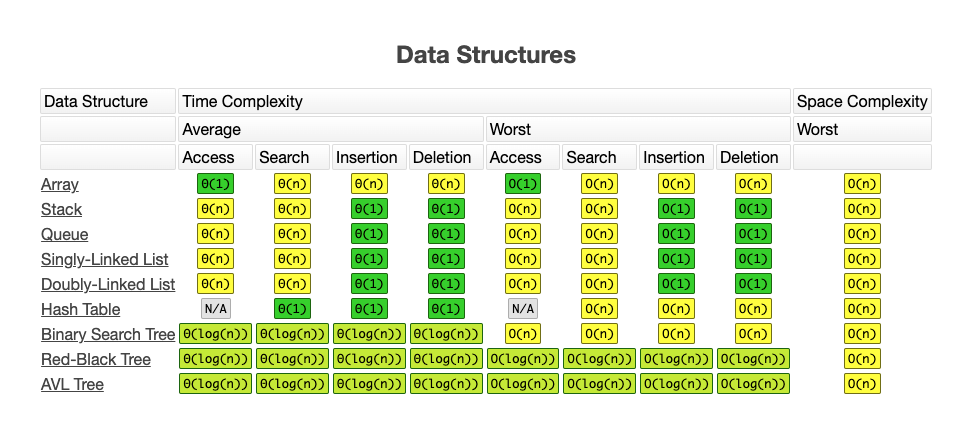 Data Structures
Data Structure Time Complexity Space Complexity
Average Worst Worst
Access Search Insertion Deletion Access Search Insertion Deletion
Array Θ(1) Θ(n) Θ(n) Θ(n) O(1) O(n) O(n) O(n) O(n)
Stack Θ(n) Θ(n) Θ(1) Θ(1) O(n) O(n) O(1) O(1) O(n)
Queue Θ(n) Θ(n) Θ(1) Θ(1) O(n) O(n) O(1) O(1) O(n)
Singly-Linked List Θ(n) Θ(n) Θ(1) Θ(1) O(n) O(n) O(1) O(1) O(n)
Doubly-Linked List Θ(n) Θ(n) Θ(1) Θ(1) O(n) O(n) O(1) O(1) O(n)
Hash Table N/A Θ(1) Θ(1) Θ(1) N/A O(n) O(n) O(n) O(n)
Binary Search Tree Θ(log(n)) Θ(log(n)) Θ(log(n)) Θ(log(n)) O(n) O(n) O(n) O(n) O(n)
Red-Black Tree Θ(log(n)) Θ(log(n)) Θ(log(n)) Θ(log(n)) O(log(n)) O(log(n)) O(log(n)) O(log(n)) O(n)
AVL Tree Θ(log(n)) Θ(log(n)) Θ(log(n)) Θ(log(n)) O(log(n)) O(log(n)) O(log(n)) O(log(n)) O(n)